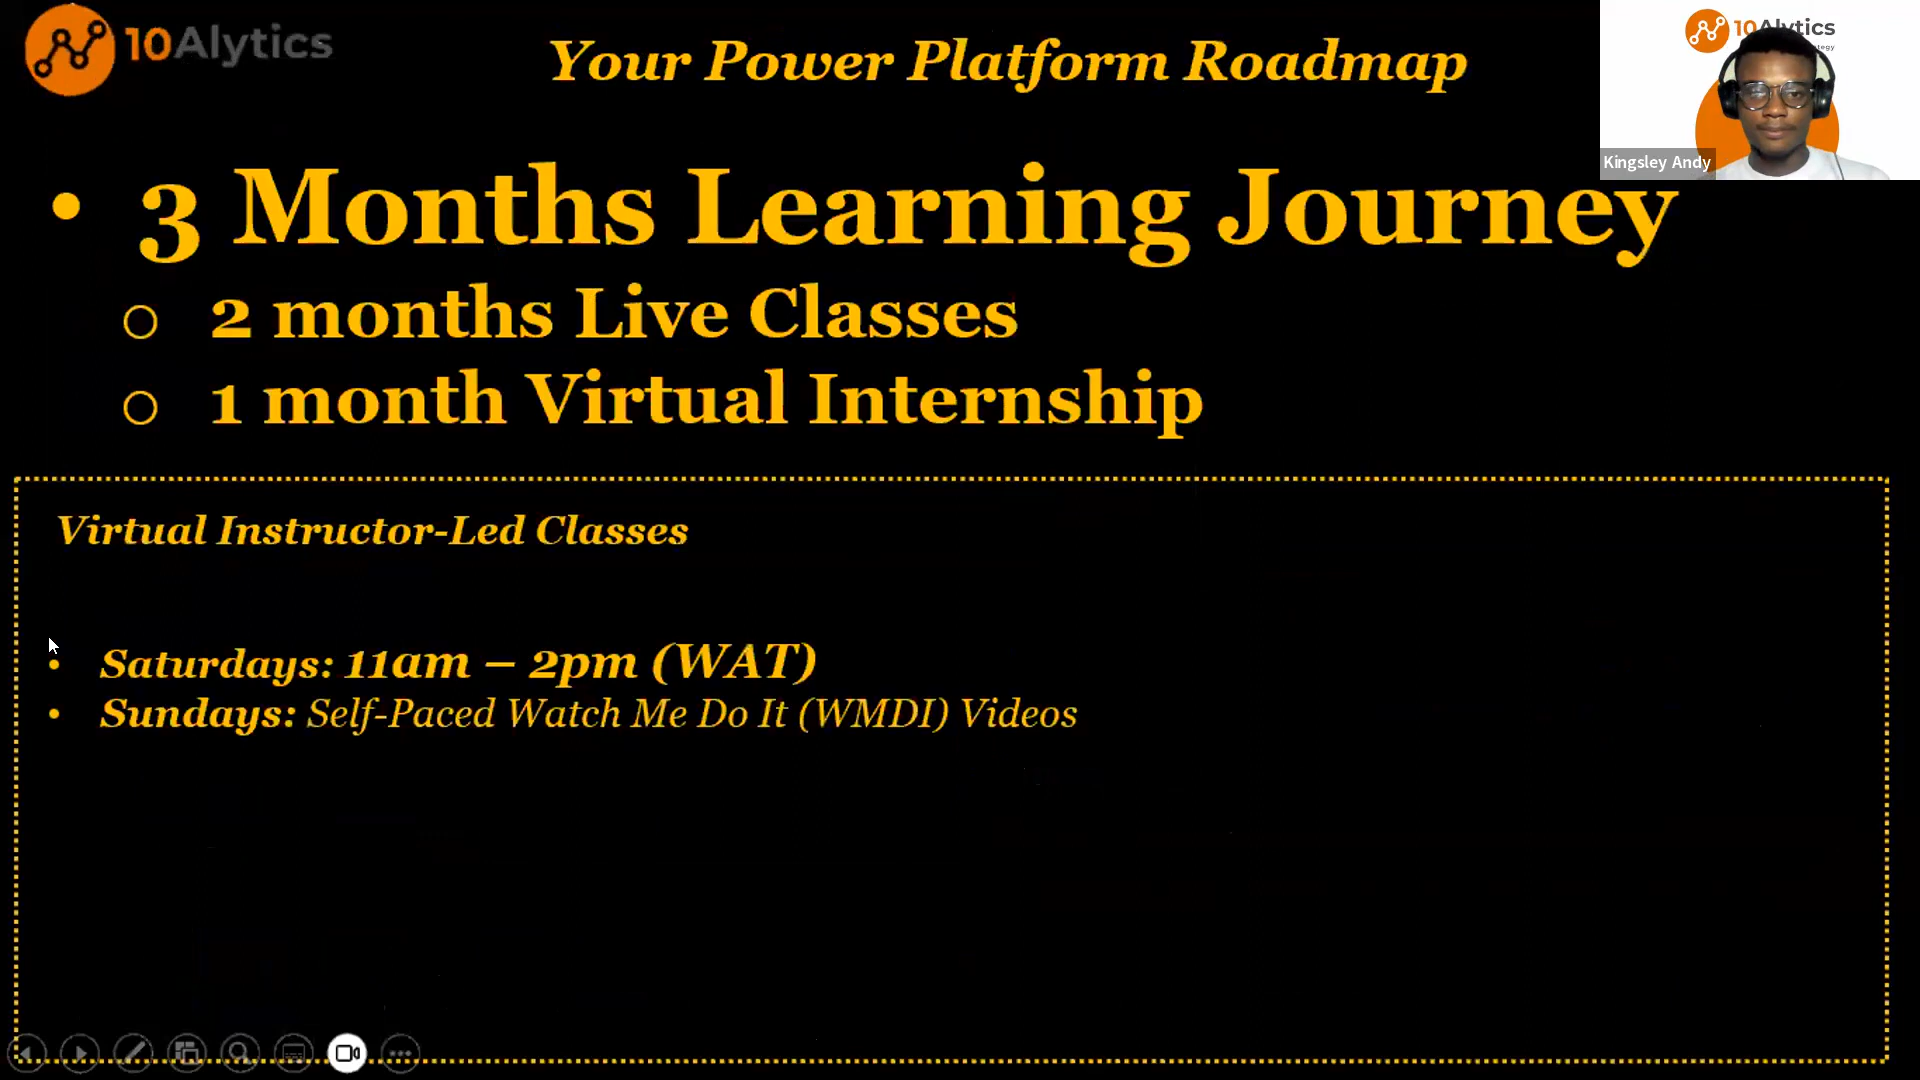 10Alytics
Your Power Platform Roadmap
10Alytics
Kingsley Andy
• 3 Months Learning Journey
o 2 months Live Classes
o 1 month Virtual Internship
Virtual Instructor-Led Classes
• Saturdays: 11am – 2pm (WAT)
• Sundays: Self-Paced Watch Me Do It (WMDI) Videos